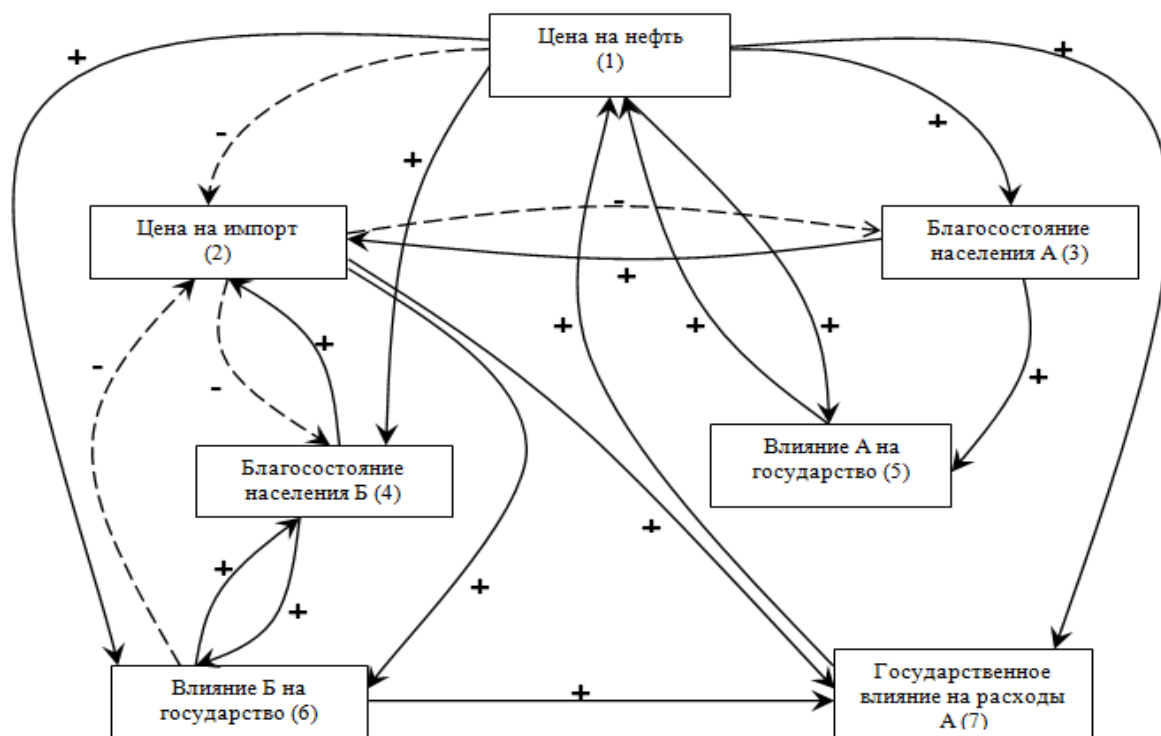 Цена на нефть
(1)
+
+
+
+
-
-
Цена на импорт
(2)
Благосостояние
населения А (3)
+
+
+
+
+
-
-
+
Влияние А на
государство (5)
Благосостояние
населения Б (4)
+
+
+
+
+
Влияние Б на
государство (6)
Государственное
влияние на расходы
А (7)